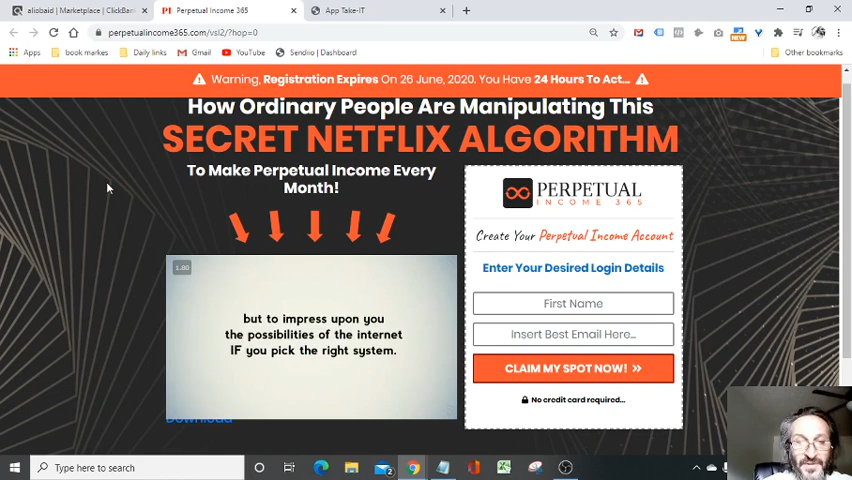 aliobaid | Marketplace | ClickBan
Perpetual Income 365
App Take-IT
perpetualincome365.com/vsl2/?hop=0
NEW
Apps
book markes
Daily links
Gmail
YouTube
Sendiio | Dashboard
Other bookmarks
Warning, Registration Expires On 26 June, 2020. You Have 24 Hours To Act...
How Ordinary People Are Manipulating This
SECRET NETFLIX ALGORITHM
To Make Perpetual Income Every
Month!
1.80
but to impress upon you
the possibilities of the internet
IF you pick the right system.
Download
PERPETUAL
INCOME 365
Create Your Perpetual Income Account
Enter Your Desired Login Details
First Name
Insert Best Email Here...
CLAIM MY SPOT NOW! »
No credit card required...
Type here to search
2